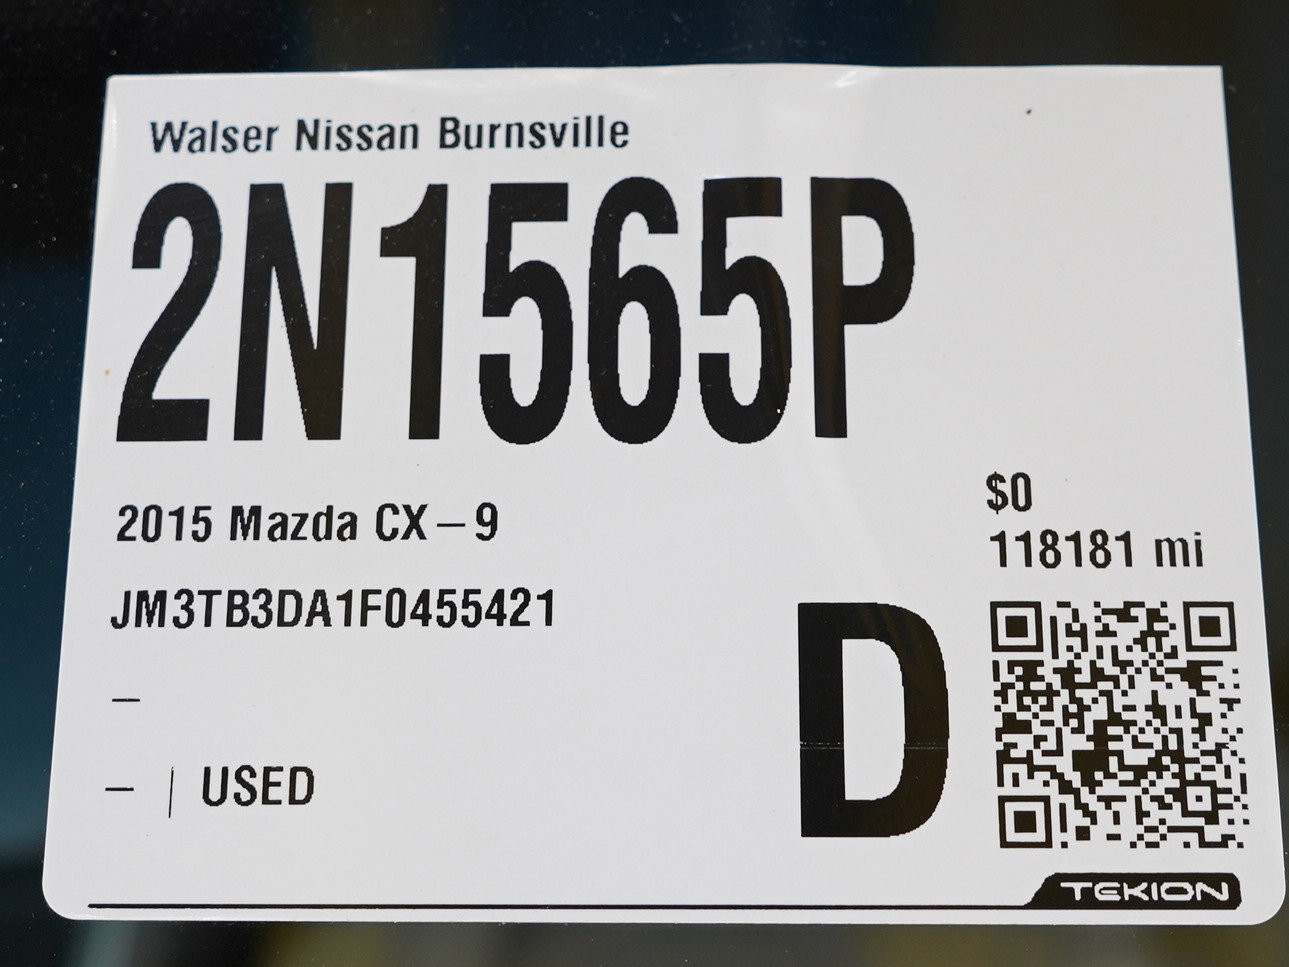 Walser Nissan Burnsville
2N1565P
2015 Mazda CX–9
$0
118181 mi
JM3TB3DA1F0455421
–
– | USED
D
TEKION